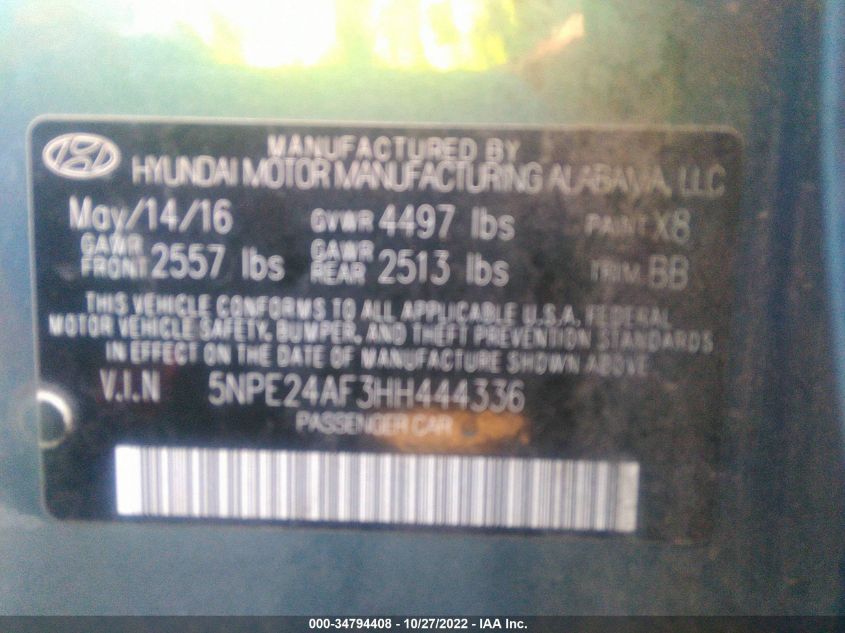 MANUFACTURED BY
HYUNDAI MOTOR MANUFACTURING ALABAMA, LLC
May/14/16 GVWR 4497 lbs PAINT X8
GAWR FRONT 2557 lbs GAWR REAR 2513 lbs TRIM BB
THIS VEHICLE CONFORMS TO ALL APPLICABLE U.S.A. FEDERAL
MOTOR VEHICLE SAFETY, BUMPER, AND THEFT PREVENTION STANDARDS
IN EFFECT ON THE DATE OF MANUFACTURE SHOWN ABOVE
V.I.N 5NPE24AF3HH444336
PASSENGER CAR
000-34794408 - 10/27/2022 - IAA Inc.